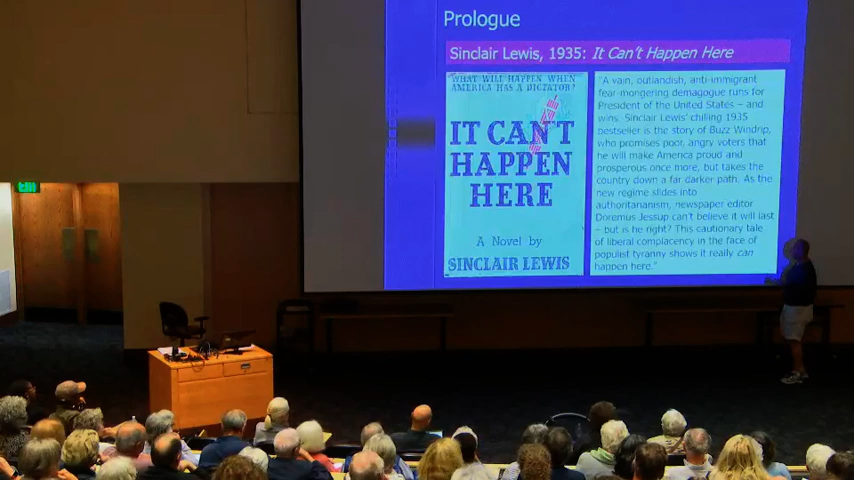 Prologue
Sinclair Lewis, 1935: It Can't Happen Here
WHAT WILL HAPPEN WHEN
AMERICA HAS A DICTATOR?
IT CAN'T
HAPPEN
HERE
A Novel by
SINCLAIR LEWIS
"A vain, outlandish, anti-immigrant
fear-mongering demagogue runs for
President of the United States – and
wins. Sinclair Lewis' chilling 1935
bestseller is the story of Buzz Windrip,
who promises poor, angry voters that
he will make America proud and
prosperous once more, but takes the
country down a far darker path. As the
new regime slides into
authoritarianism, newspaper editor
Doremus Jessup can't believe it will last
– but is he right? This cautionary tale
of liberal complacency in the face of
populist tyranny shows it really can
happen here."
EXIT